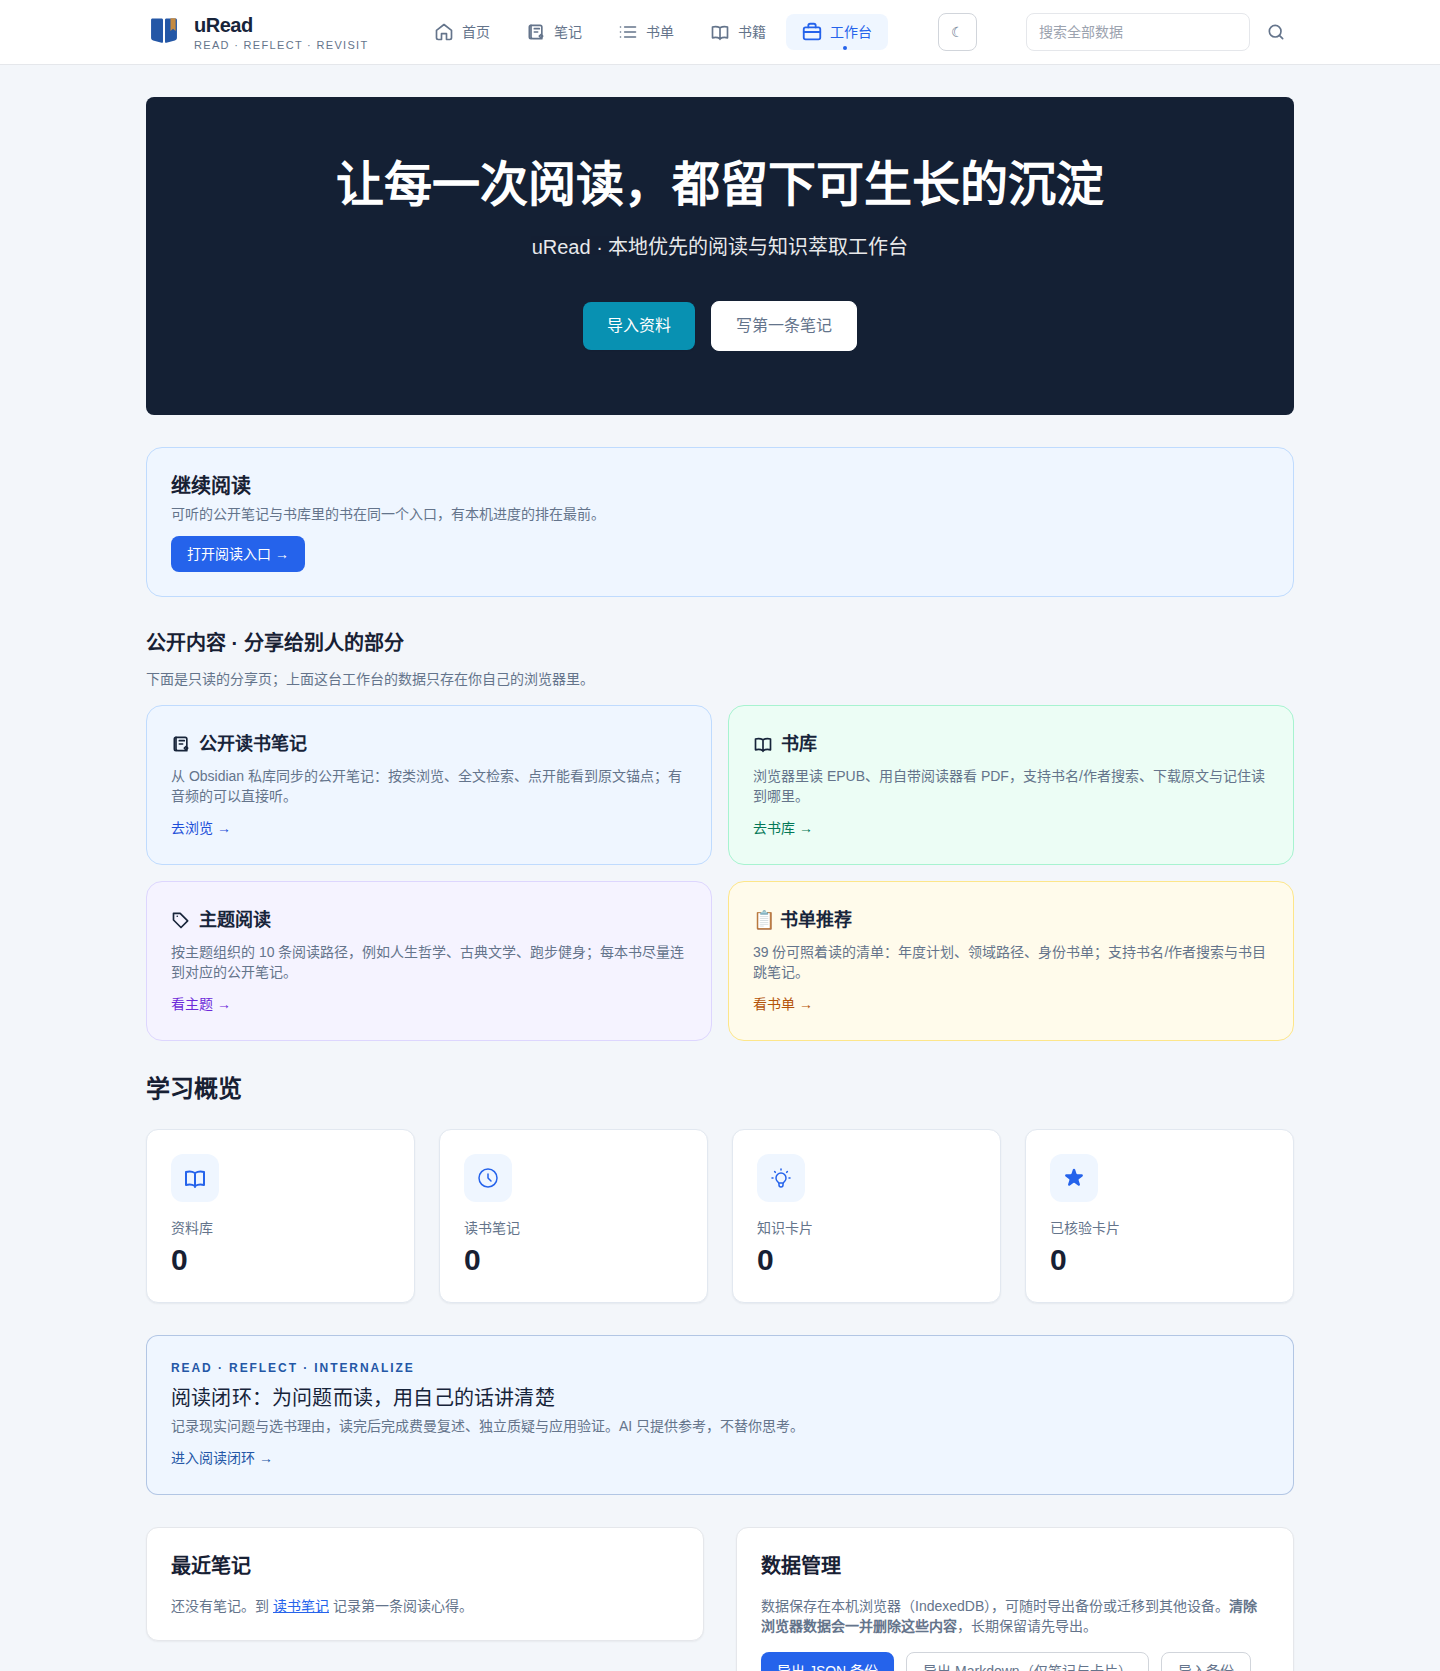 uRead
READ · REFLECT · REVISIT
首页
笔记
书单
书籍
工作台
搜索全部数据
让每一次阅读，都留下可生长的沉淀
uRead · 本地优先的阅读与知识萃取工作台
导入资料
写第一条笔记
继续阅读
可听的公开笔记与书库里的书在同一个入口，有本机进度的排在最前。
打开阅读入口 →
公开内容 · 分享给别人的部分
下面是只读的分享页；上面这台工作台的数据只存在你自己的浏览器里。
公开读书笔记
从 Obsidian 私库同步的公开笔记：按类浏览、全文检索、点开能看到原文锚点；有
音频的可以直接听。
去浏览 →
书库
浏览器里读 EPUB、用自带阅读器看 PDF，支持书名/作者搜索、下载原文与记住读
到哪里。
去书库 →
主题阅读
按主题组织的 10 条阅读路径，例如人生哲学、古典文学、跑步健身；每本书尽量连
到对应的公开笔记。
看主题 →
📋 书单推荐
39 份可照着读的清单：年度计划、领域路径、身份书单；支持书名/作者搜索与书目
跳笔记。
看书单 →
学习概览
资料库
0
读书笔记
0
知识卡片
0
已核验卡片
0
READ · REFLECT · INTERNALIZE
阅读闭环：为问题而读，用自己的话讲清楚
记录现实问题与选书理由，读完后完成费曼复述、独立质疑与应用验证。AI 只提供参考，不替你思考。
进入阅读闭环 →
最近笔记
还没有笔记。到 读书笔记 记录第一条阅读心得。
数据管理
数据保存在本机浏览器（IndexedDB），可随时导出备份或迁移到其他设备。清除
浏览器数据会一并删除这些内容，长期保留请先导出。
导出 JSON 备份
导出 Markdown（仅笔记与卡片）
导入备份